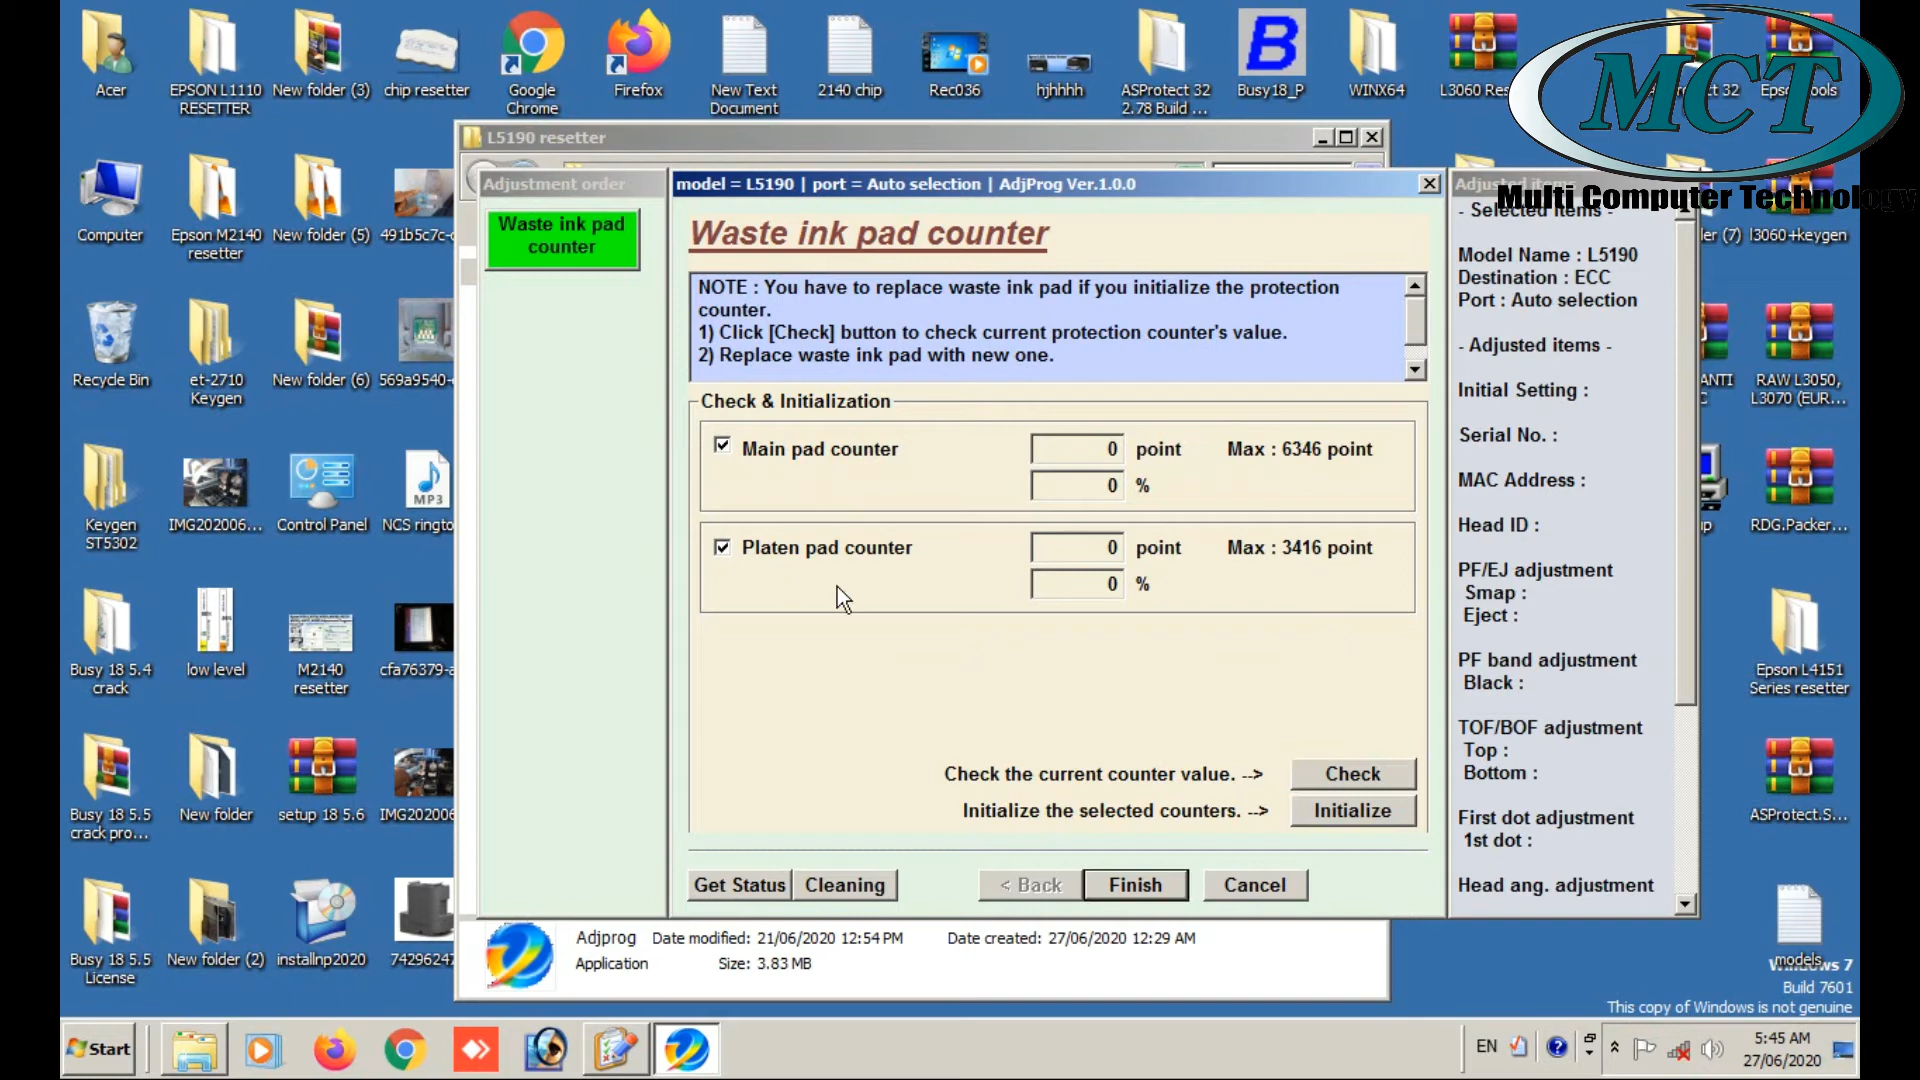 Acer
EPSON L1110
RESETTER
New folder (3)
chip resetter
Google
Chrome
Firefox
New Text
Document
2140 chip
Rec036
hjhhhh
ASProtect 32
2.78 Build ...
Busy18_P
WINX64
MCT
Multi Computer Technology
L5190 resetter
Adjustment order
Waste ink pad
counter
model = L5190 | port = Auto selection | AdjProg Ver.1.0.0
Waste ink pad counter
NOTE : You have to replace waste ink pad if you initialize the protection
counter.
1) Click [Check] button to check current protection counter's value.
2) Replace waste ink pad with new one.
Check & Initialization
Main pad counter
0 point Max : 6346 point
0 %
Platen pad counter
0 point Max : 3416 point
0 %
Check the current counter value. -->
Check
Initialize the selected counters. -->
Initialize
Get Status
Cleaning
< Back
Finish
Cancel
- Selected items -
Model Name : L5190
Destination : ECC
Port : Auto selection
- Adjusted items -
Initial Setting :
Serial No. :
MAC Address :
Head ID :
PF/EJ adjustment
Smap :
Eject :
PF band adjustment
Black :
TOF/BOF adjustment
Top :
Bottom :
First dot adjustment
1st dot :
Head ang. adjustment
Computer
Epson M2140
resetter
New folder (5)
491b5c7c-
l3060+keygen
Recycle Bin
et-2710
Keygen
New folder (6)
569a9540-
RAW L3050,
L3070 (EUR...
Keygen
ST5302
IMG202006...
Control Panel
MP3
NCS ringto
RDG.Packer...
Busy 18 5.4
crack
low level
M2140
resetter
cfa76379-a
Epson L4151
Series resetter
Busy 18 5.5
crack pro...
New folder
setup 18 5.6
IMG202006
ASProtect.S...
Busy 18 5.5
License
New folder (2)
installnp2020
74296247
models
Adjprog
Date modified: 21/06/2020 12:54 PM
Date created: 27/06/2020 12:29 AM
Application
Size: 3.83 MB
Build 7601
This copy of Windows is not genuine
Start
EN
5:45 AM
27/06/2020